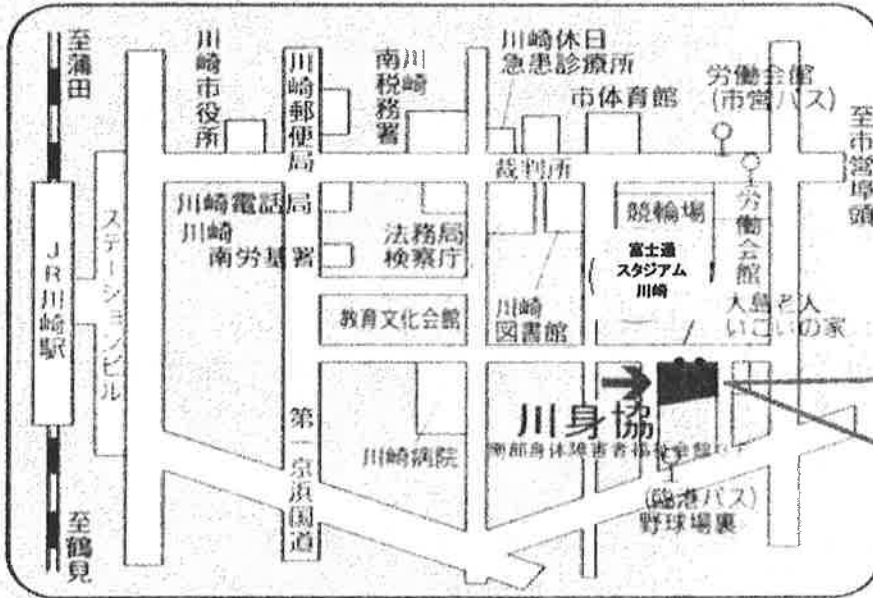 至蒲田
川崎市役所
川崎郵便局
南川崎
税務署
川崎休日
急患診療所
市体育館
労働会館
(市営バス)
至市営埠頭
裁判所
川崎電話局
川崎
南労基署
法務局
検察庁
競輪場
労働会館
富士通
スタジアム
川崎
JR川崎駅
ステーションビル
教育文化会館
川崎
図書館
大島老人
いこいの家
川身協
南部身体障害者福祉会館
川崎病院
第一京浜国道
(臨港バス)
野球場裏
至鶴見